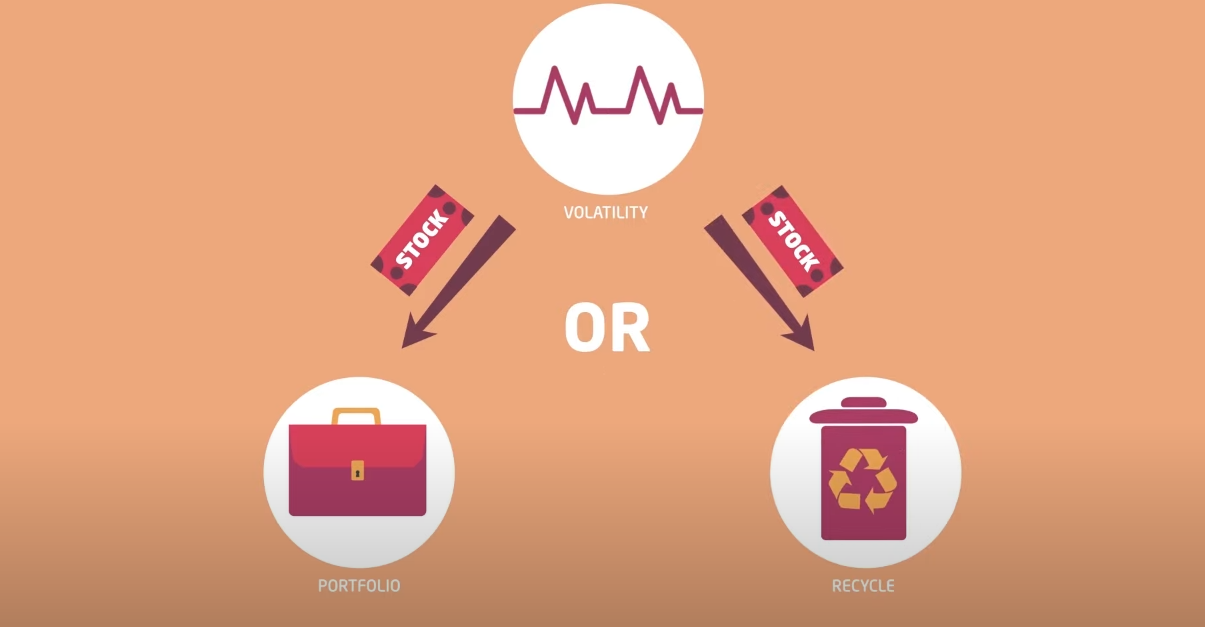 VOLATILITY
STOCK
STOCK
OR
PORTFOLIO
RECYCLE